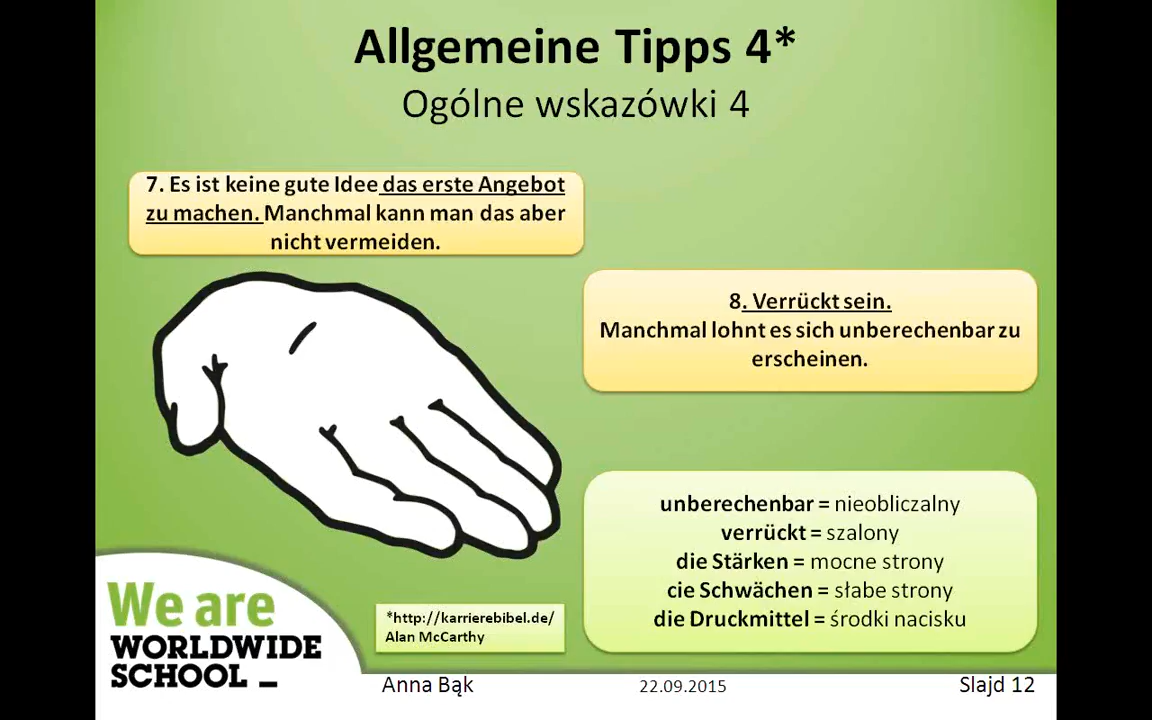 Allgemeine Tipps 4*
Ogólne wskazówki 4
7. Es ist keine gute Idee das erste Angebot
zu machen. Manchmal kann man das aber
nicht vermeiden.
8. Verrückt sein.
Manchmal lohnt es sich unberechenbar zu
erscheinen.
unberechenbar = nieobliczalny
verrückt = szalony
die Stärken = mocne strony
cie Schwächen = słabe strony
die Druckmittel = środki nacisku
*http://karrierebibel.de/
Alan McCarthy
We are
WORLDWIDE
SCHOOL _
Anna Bąk
22.09.2015
Slajd 12